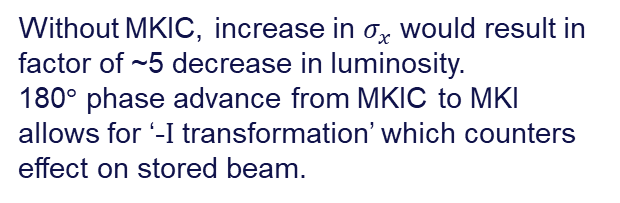 Without MKIC, increase in σₓ would result in
factor of ~5 decrease in luminosity.
180° phase advance from MKIC to MKI
allows for ‘-I transformation’ which counters
effect on stored beam.